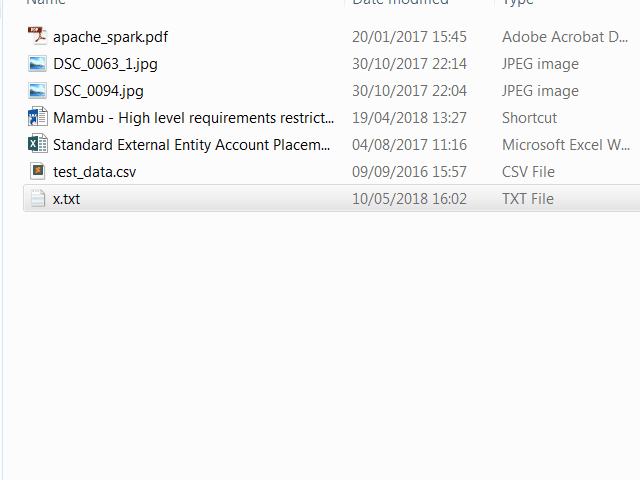 Name Date modified Type
apache_spark.pdf 20/01/2017 15:45 Adobe Acrobat D...
DSC_0063_1.jpg 30/10/2017 22:14 JPEG image
DSC_0094.jpg 30/10/2017 22:04 JPEG image
Mambu - High level requirements restrict... 19/04/2018 13:27 Shortcut
Standard External Entity Account Placem... 04/08/2017 11:16 Microsoft Excel W...
test_data.csv 09/09/2016 15:57 CSV File
x.txt 10/05/2018 16:02 TXT File